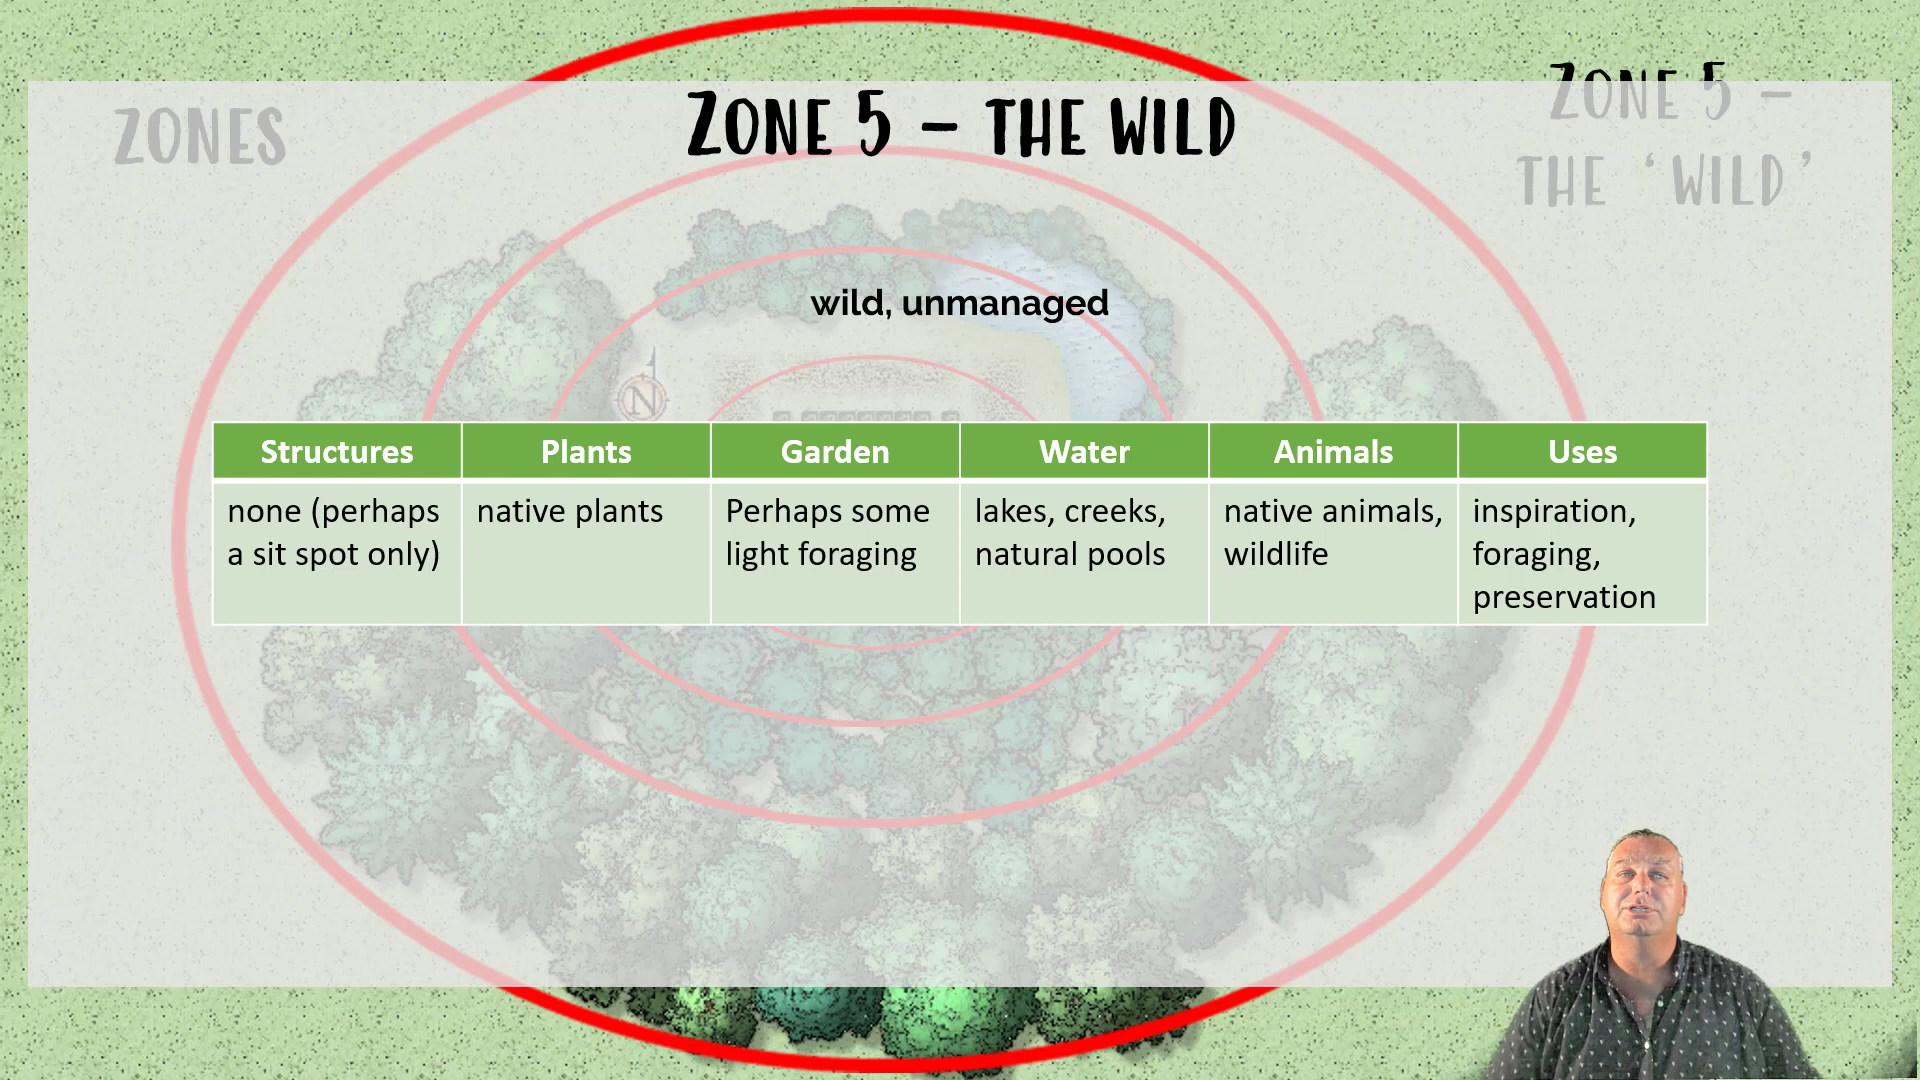 ZONES
ZONE 5 –
THE 'WILD'
ZONE 5 – THE WILD
wild, unmanaged
N
Structures
Plants
Garden
Water
Animals
Uses
none (perhaps
a sit spot only)
native plants
Perhaps some
light foraging
lakes, creeks,
natural pools
native animals,
wildlife
inspiration,
foraging,
preservation